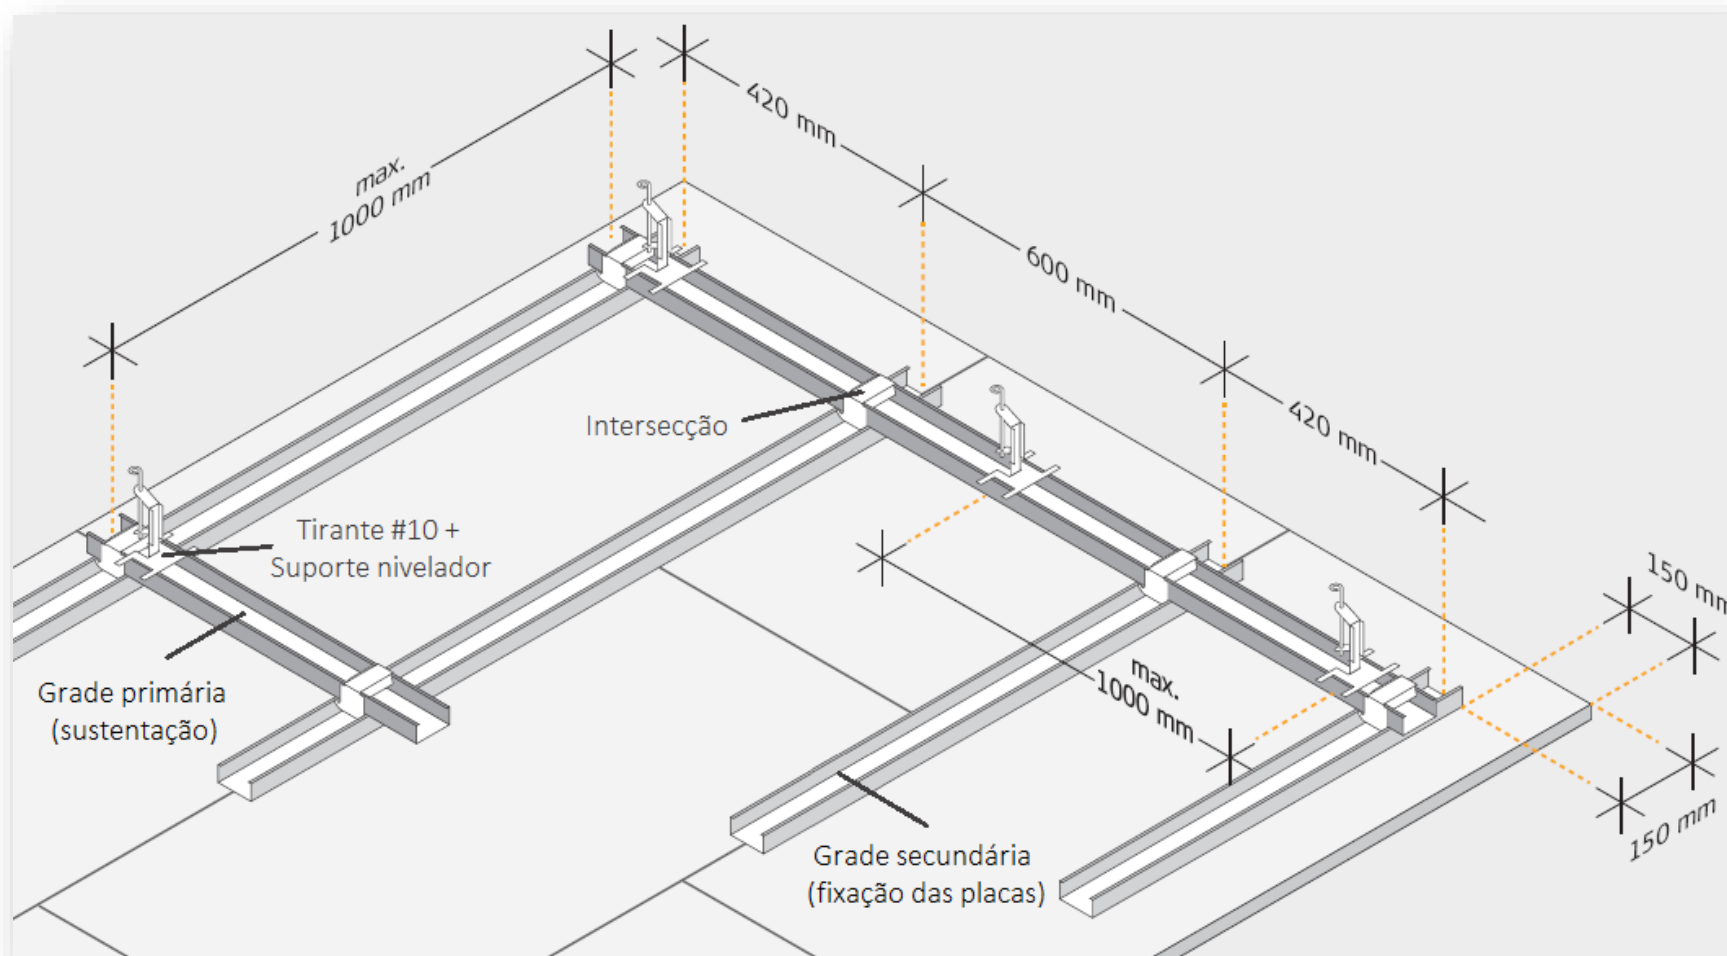 max.
1000 mm
420 mm
600 mm
420 mm
Intersecção
Tirante #10 +
Suporte nivelador
150 mm
Grade primária
(sustentação)
max.
1000 mm
150 mm
Grade secundária
(fixação das placas)